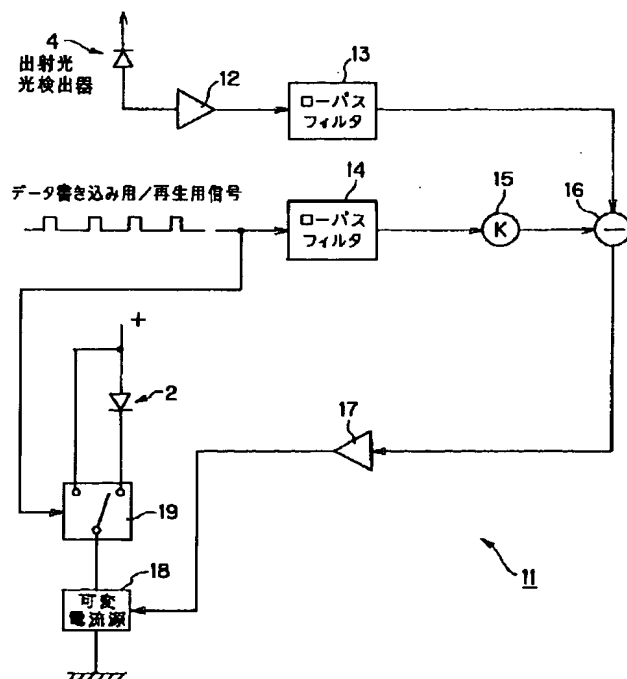 4
出射光
光検出器
12
13
ローパス
フィルタ
データ書き込み用/再生用信号
14
ローパス
フィルタ
15
K
16
−
+
2
17
19
18
可変
電流源
11